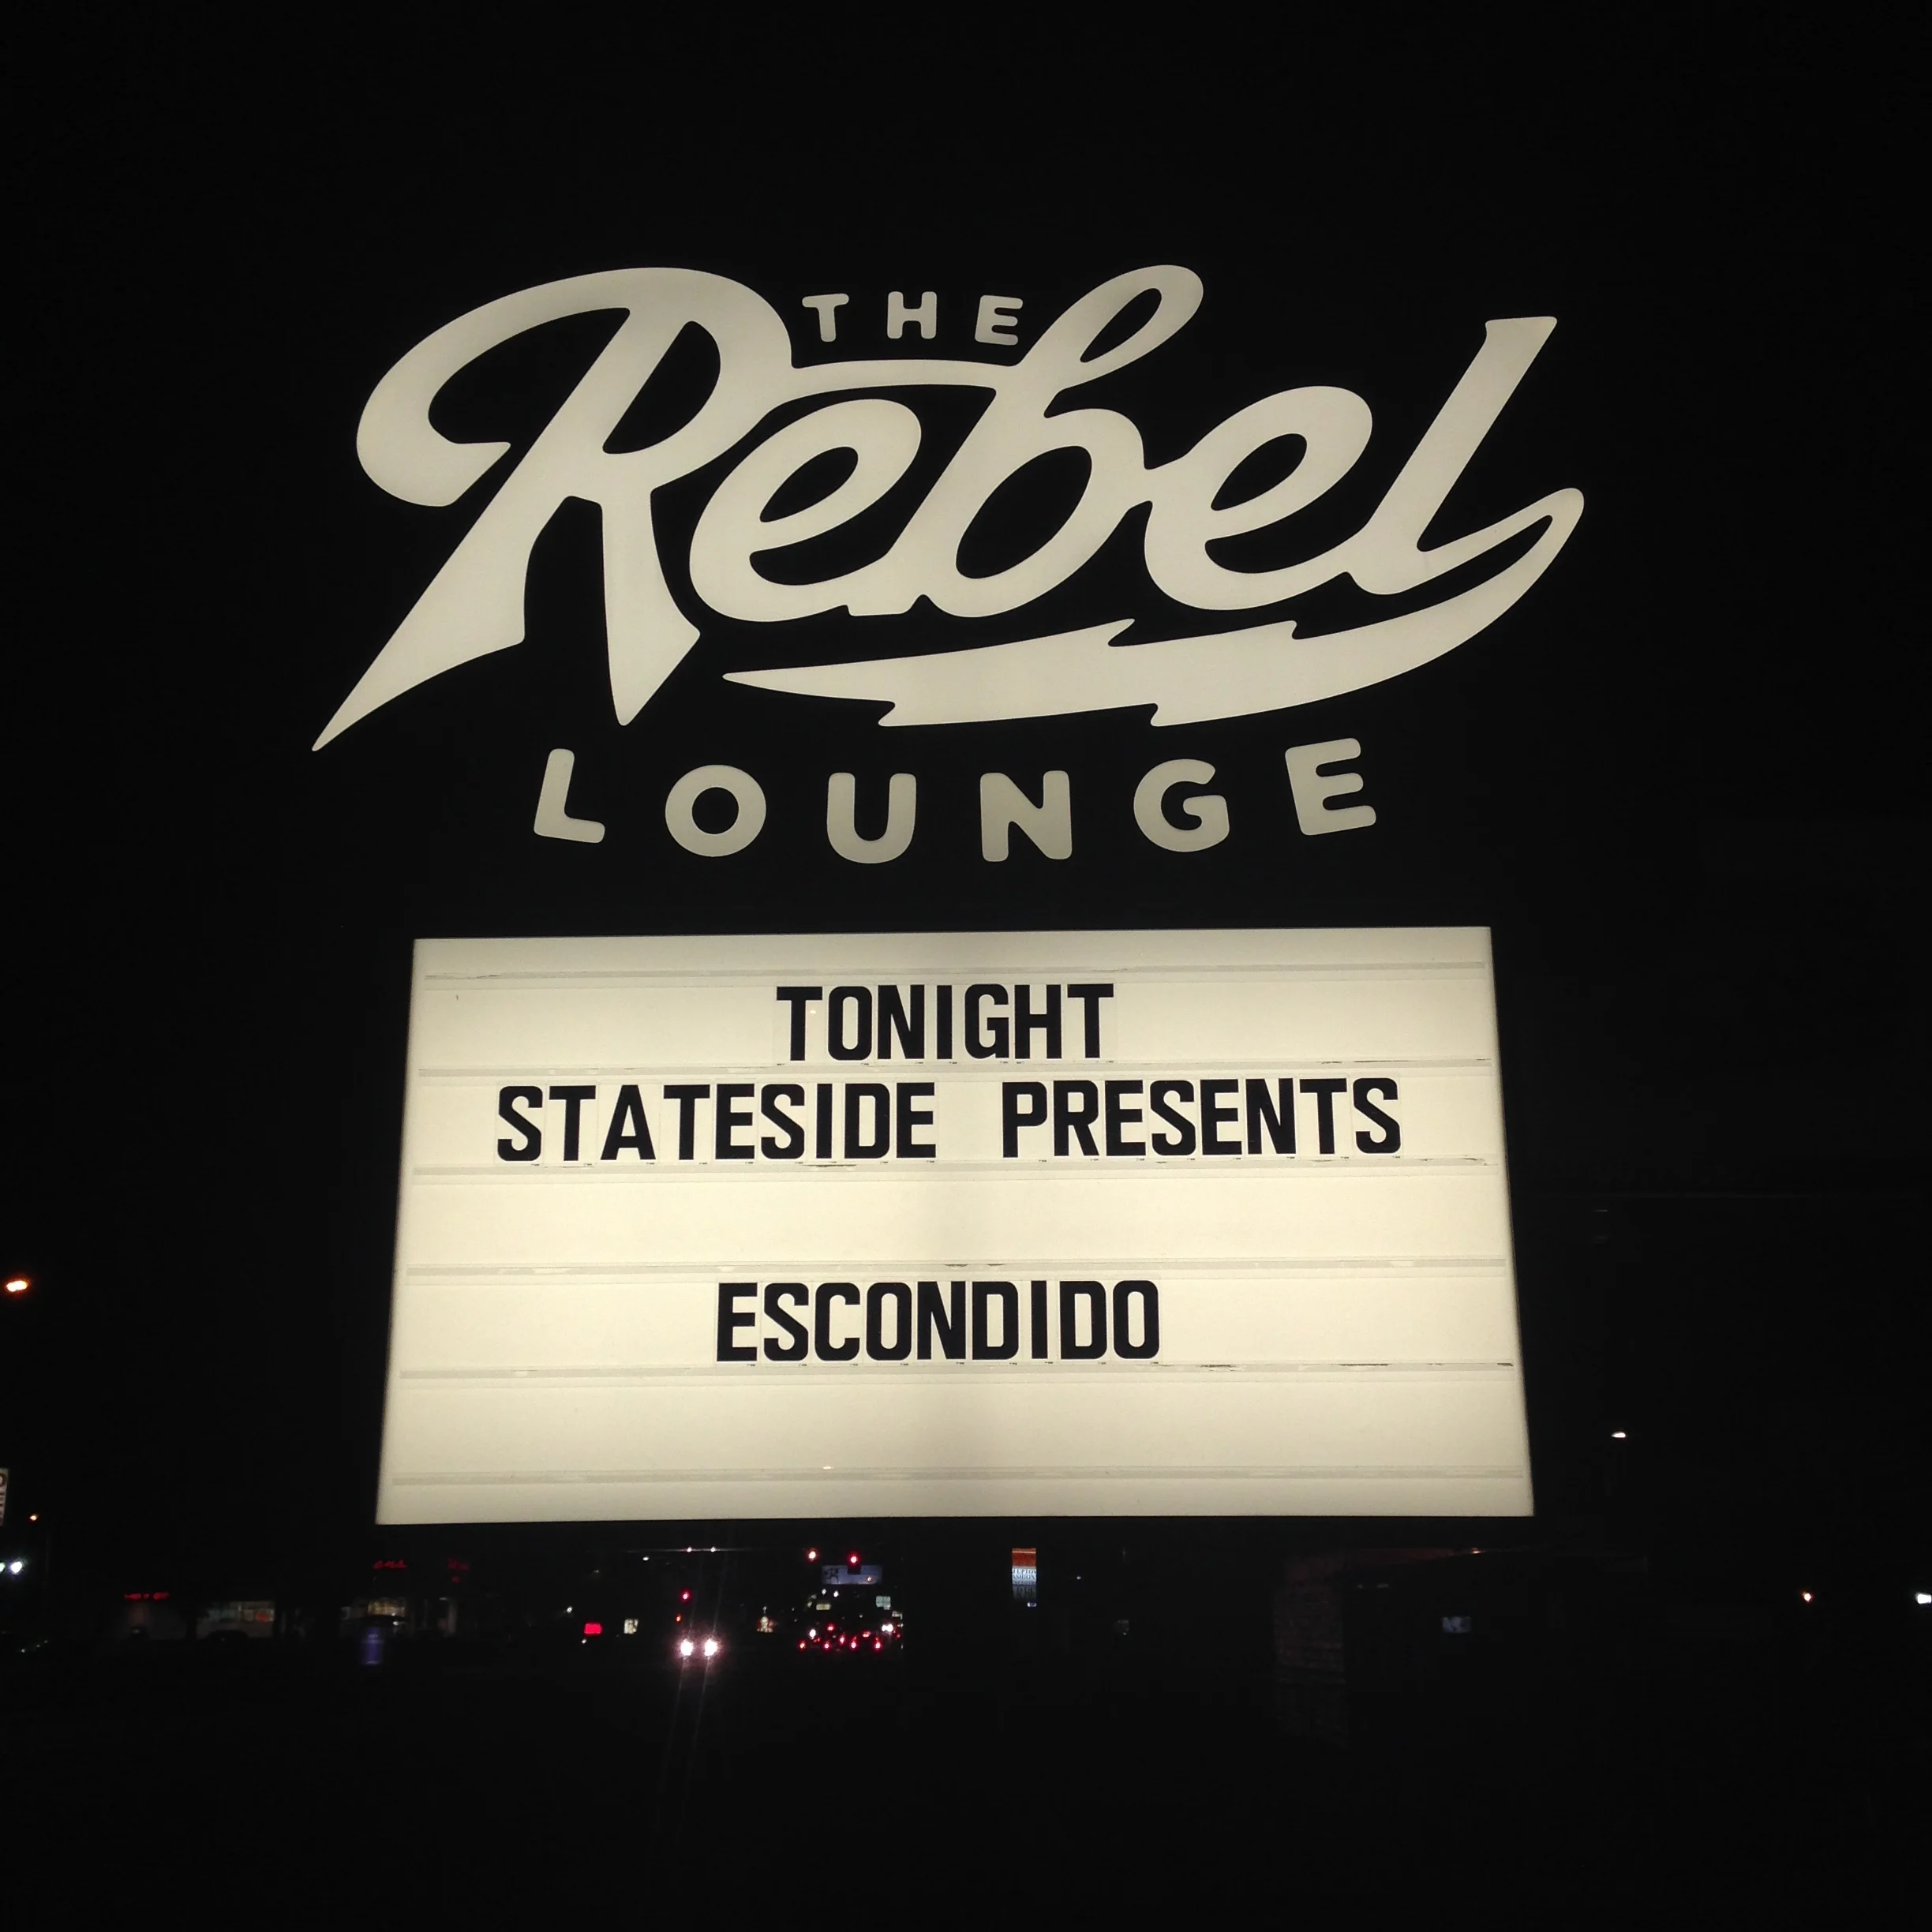 THE
Rebel
LOUNGE
TONIGHT
STATESIDE PRESENTS
ESCONDIDO